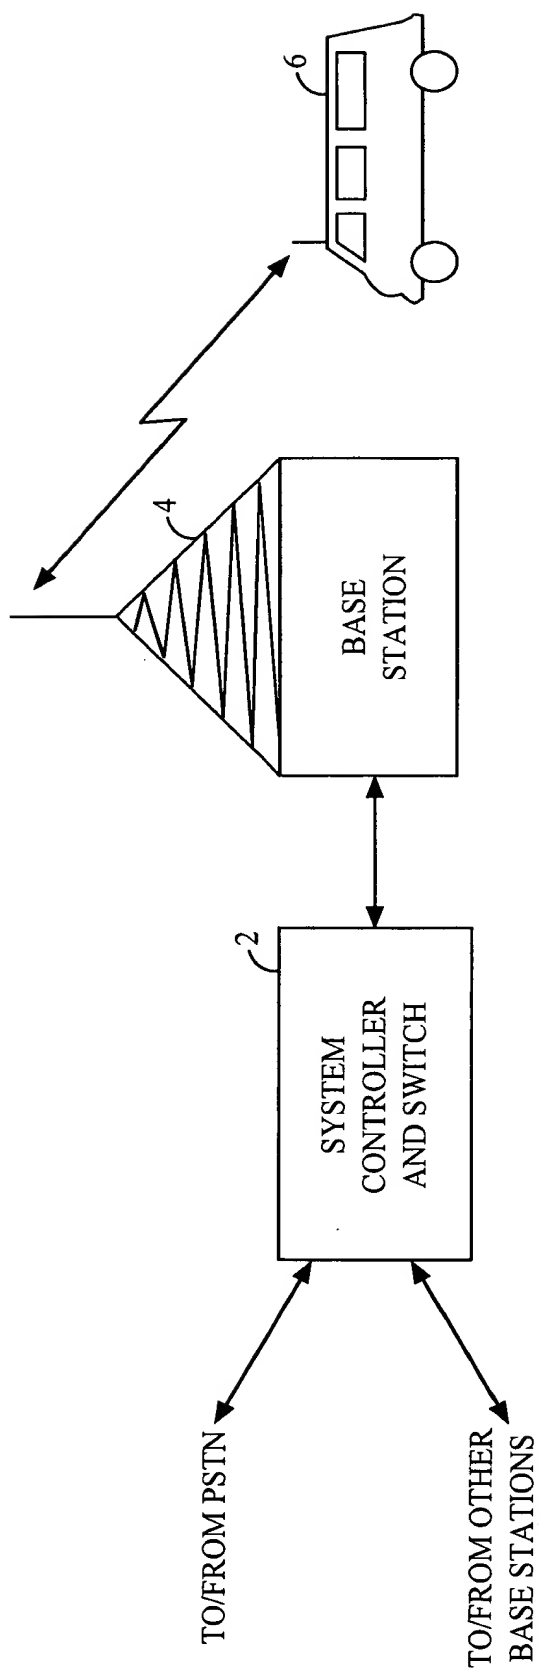 TO/FROM PSTN
TO/FROM OTHER
BASE STATIONS
2
SYSTEM
CONTROLLER
AND SWITCH
4
BASE
STATION
6